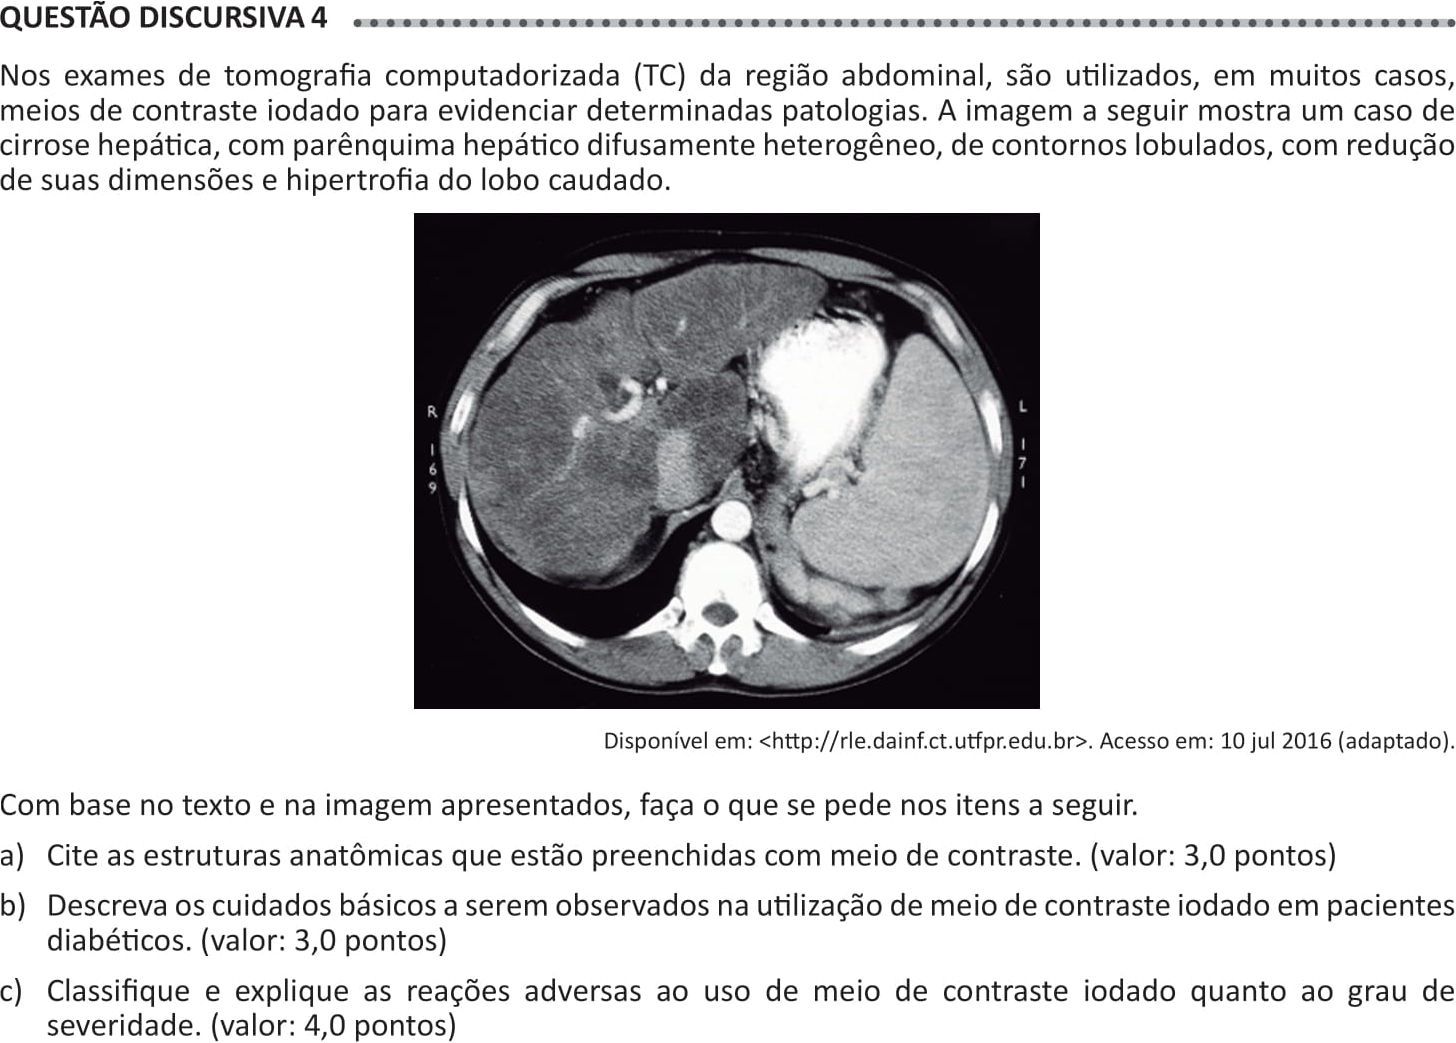 QUESTÃO DISCURSIVA 4
Nos exames de tomografia computadorizada (TC) da região abdominal, são utilizados, em muitos casos,
meios de contraste iodado para evidenciar determinadas patologias. A imagem a seguir mostra um caso de
cirrose hepática, com parênquima hepático difusamente heterogêneo, de contornos lobulados, com redução
de suas dimensões e hipertrofia do lobo caudado.
R
1
6
9
L
1
7
1
Disponível em: <http://rle.dainf.ct.utfpr.edu.br>. Acesso em: 10 jul 2016 (adaptado).
Com base no texto e na imagem apresentados, faça o que se pede nos itens a seguir.
a) Cite as estruturas anatômicas que estão preenchidas com meio de contraste. (valor: 3,0 pontos)
b) Descreva os cuidados básicos a serem observados na utilização de meio de contraste iodado em pacientes
diabéticos. (valor: 3,0 pontos)
c) Classifique e explique as reações adversas ao uso de meio de contraste iodado quanto ao grau de
severidade. (valor: 4,0 pontos)